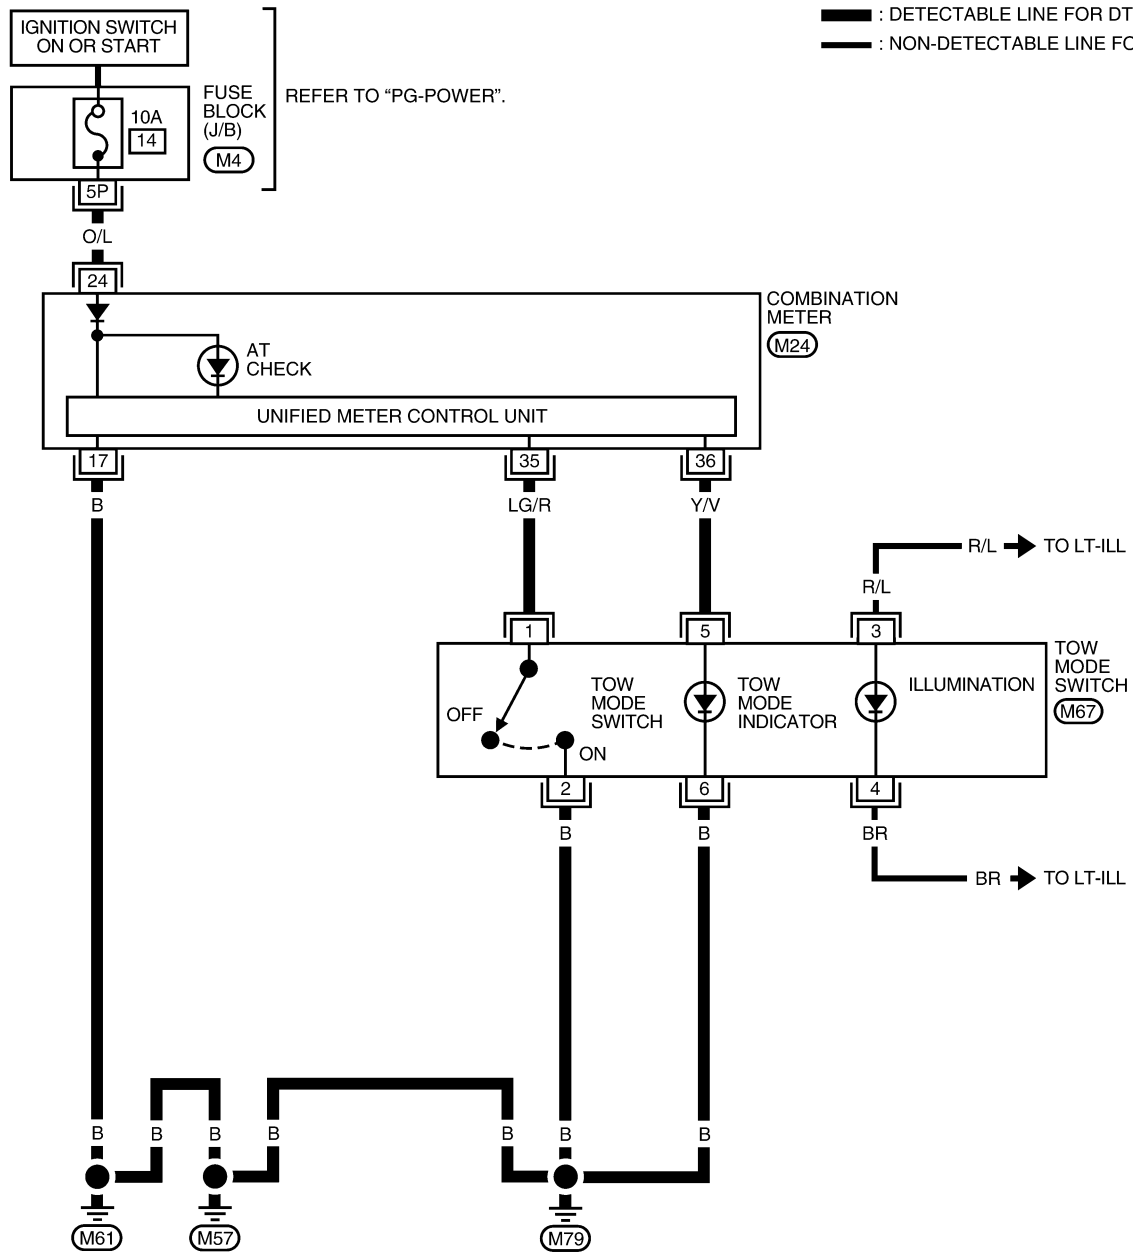 IGNITION SWITCH
ON OR START
: DETECTABLE LINE FOR DT
: NON-DETECTABLE LINE FO
10A
14
FUSE
BLOCK
(J/B)
M4
REFER TO “PG-POWER”.
5P
O/L
24
COMBINATION
METER
M24
AT
CHECK
UNIFIED METER CONTROL UNIT
17
35
36
B
LG/R
Y/V
R/L
TO LT-ILL
R/L
1
5
3
TOW
MODE
SWITCH
M67
OFF
ON
TOW
MODE
SWITCH
TOW
MODE
INDICATOR
ILLUMINATION
2
6
4
B
B
BR
BR
TO LT-ILL
B
B
B
B
B
B
B
M61
M57
M79